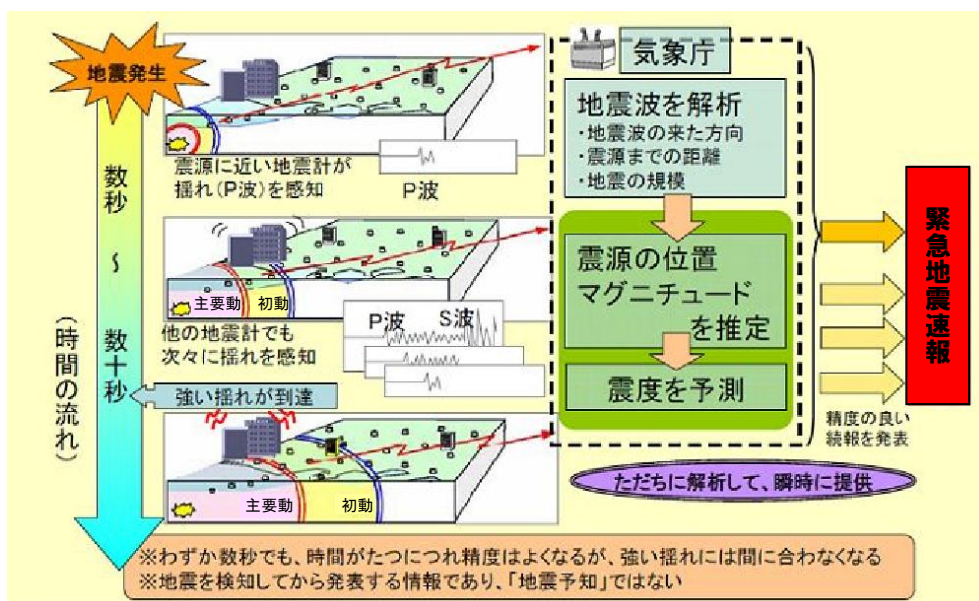 地震発生
数秒
~
数十秒
(時間の流れ)
震源に近い地震計が
揺れ(P波)を感知
P波
主要動
初動
他の地震計でも
次々に揺れを感知
P波
S波
強い揺れが到達
主要動
初動
気象庁
地震波を解析
・地震波の来た方向
・震源までの距離
・地震の規模
震源の位置
マグニチュード
を推定
震度を予測
緊急地震速報
精度の良い
続報を発表
ただちに解析して、瞬時に提供
※わずか数秒でも、時間がたつにつれ精度はよくなるが、強い揺れには間に合わなくなる
※地震を検知してから発表する情報であり、「地震予知」ではない